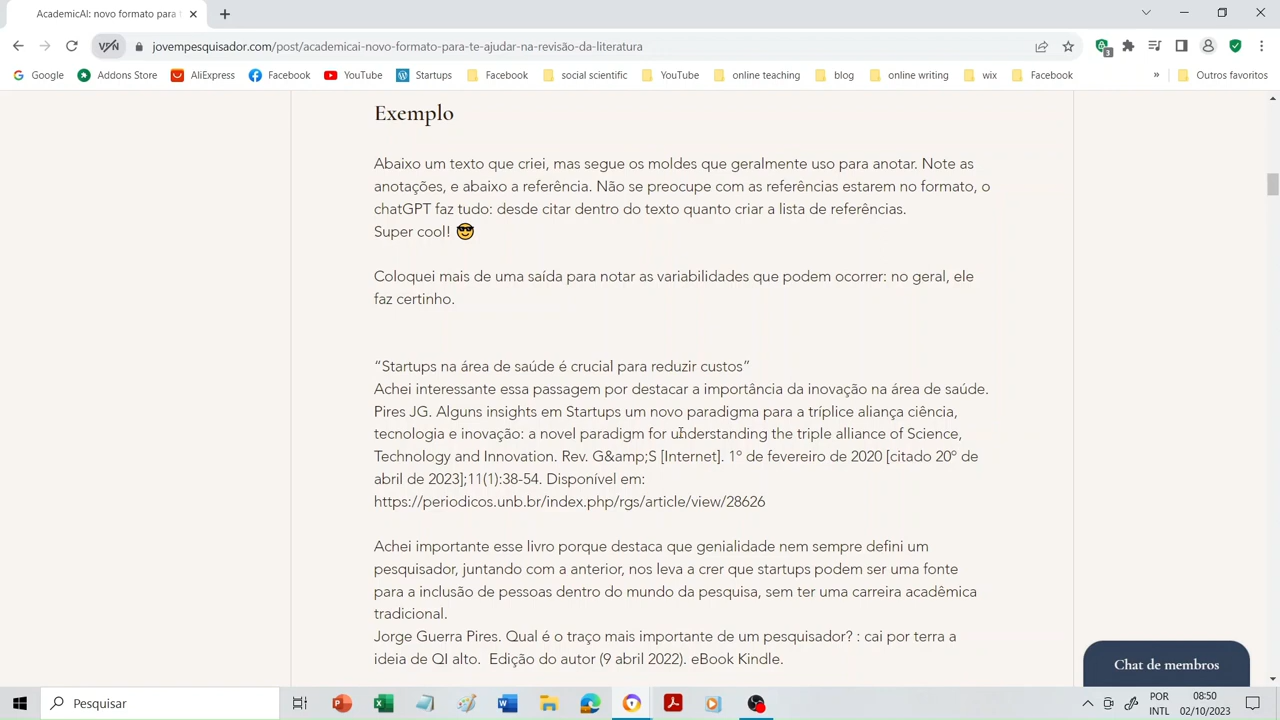 AcademicAI: novo formato para t
jovempesquisador.com/post/academicai-novo-formato-para-te-ajudar-na-revisão-da-literatura
Google Addons Store AliExpress Facebook YouTube Startups Facebook social scientific YouTube online teaching blog online writing wix Facebook » Outros favoritos
Exemplo
Abaixo um texto que criei, mas segue os moldes que geralmente uso para anotar. Note as
anotações, e abaixo a referência. Não se preocupe com as referências estarem no formato, o
chatGPT faz tudo: desde citar dentro do texto quanto criar a lista de referências.
Super cool! 😎
Coloquei mais de uma saída para notar as variabilidades que podem ocorrer: no geral, ele
faz certinho.
“Startups na área de saúde é crucial para reduzir custos”
Achei interessante essa passagem por destacar a importância da inovação na área de saúde.
Pires JG. Alguns insights em Startups um novo paradigma para a tríplice aliança ciência,
tecnologia e inovação: a novel paradigm for understanding the triple alliance of Science,
Technology and Innovation. Rev. G&amp;S [Internet]. 1º de fevereiro de 2020 [citado 20º de
abril de 2023];11(1):38-54. Disponível em:
https://periodicos.unb.br/index.php/rgs/article/view/28626
Achei importante esse livro porque destaca que genialidade nem sempre defini um
pesquisador, juntando com a anterior, nos leva a crer que startups podem ser uma fonte
para a inclusão de pessoas dentro do mundo da pesquisa, sem ter uma carreira acadêmica
tradicional.
Jorge Guerra Pires. Qual é o traço mais importante de um pesquisador? : cai por terra a
ideia de QI alto. Edição do autor (9 abril 2022). eBook Kindle.
Chat de membros
Pesquisar
POR
INTL
08:50
02/10/2023